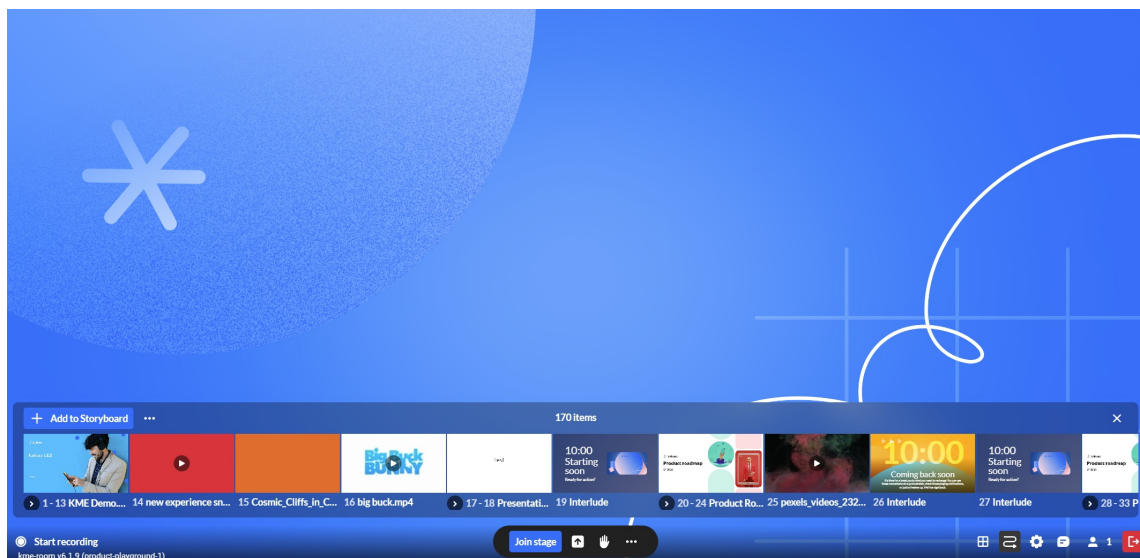 Add to Storyboard
170 items
Big Buck
BUNNY
10:00
Starting
soon
Ready for action?
Product roadmap
10:00
Coming back soon
10:00
Starting
soon
Ready for action?
Product roadmap
1 - 13 KME Demo....
14 new experience sn...
15 Cosmic_Cliffs_in_C...
16 big buck.mp4
17 - 18 Presentati...
19 Interlude
20 - 24 Product Ro...
25 pexels_videos_232...
26 Interlude
27 Interlude
28 - 33 P
Start recording
Join stage
1
kme-room v6.1.9 (product-playground-1)